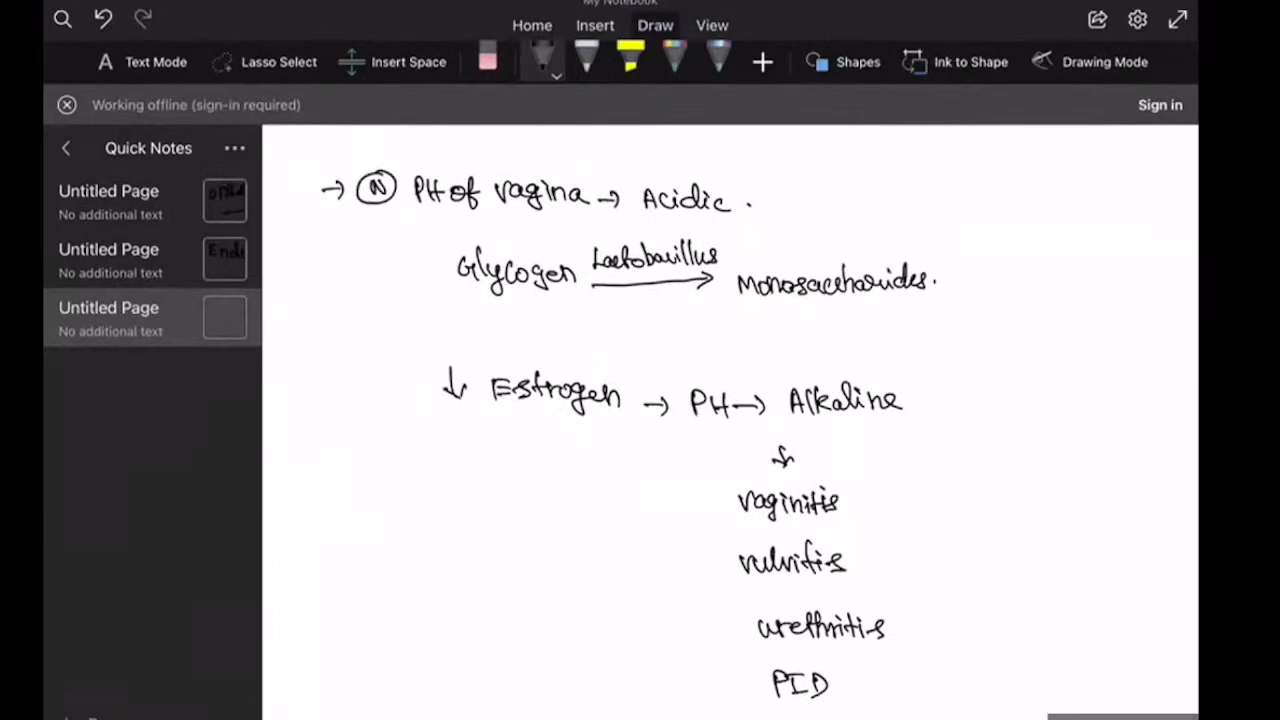 My Notebook
Home Insert Draw View
Text Mode Lasso Select Insert Space Shapes Ink to Shape Drawing Mode
Working offline (sign-in required) Sign in
Quick Notes
Untitled Page
No additional text
Untitled Page
No additional text
Untitled Page
No additional text
→ Ⓝ PH of vagina → Acidic.
Glycogen Lactobacillus → Monosaccharides.
↓ Estrogen → PH → Alkaline
↓
vaginitis
vulvitis
urethritis
PID